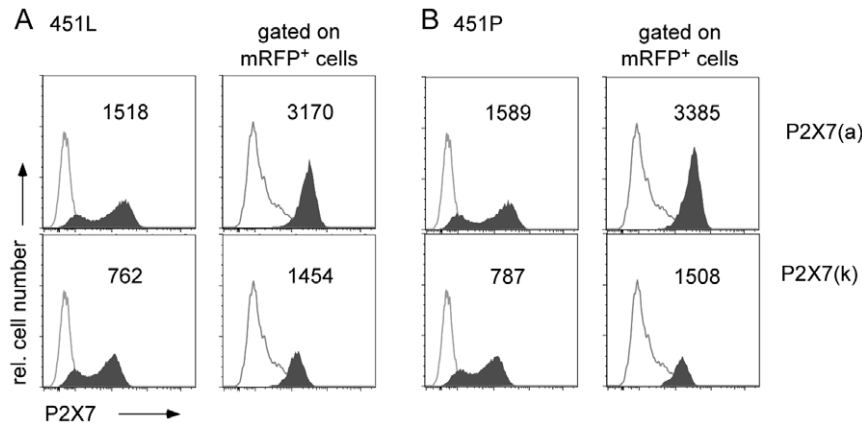 A 451L
gated on
mRFP⁺ cells
B 451P
gated on
mRFP⁺ cells
1518
3170
1589
3385
P2X7(a)
762
1454
787
1508
P2X7(k)
rel. cell number
P2X7